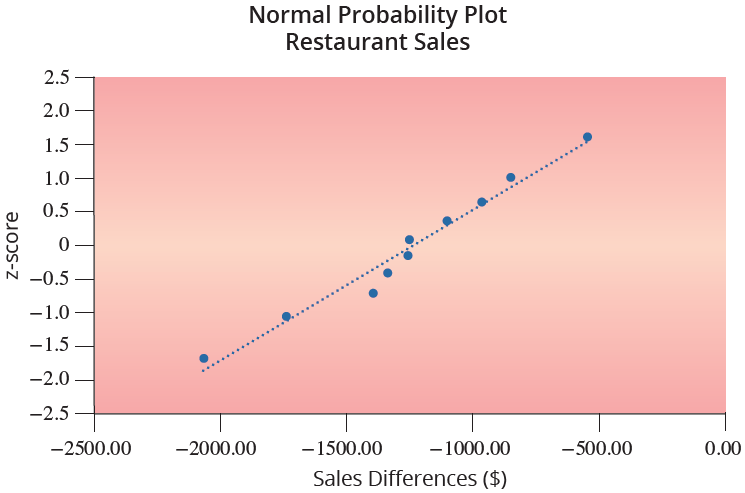 Normal Probability Plot
Restaurant Sales
2.5
2.0
1.5
1.0
0.5
0
−0.5
−1.0
−1.5
−2.0
−2.5
z-score
−2500.00 −2000.00 −1500.00 −1000.00 −500.00 0.00
Sales Differences ($)